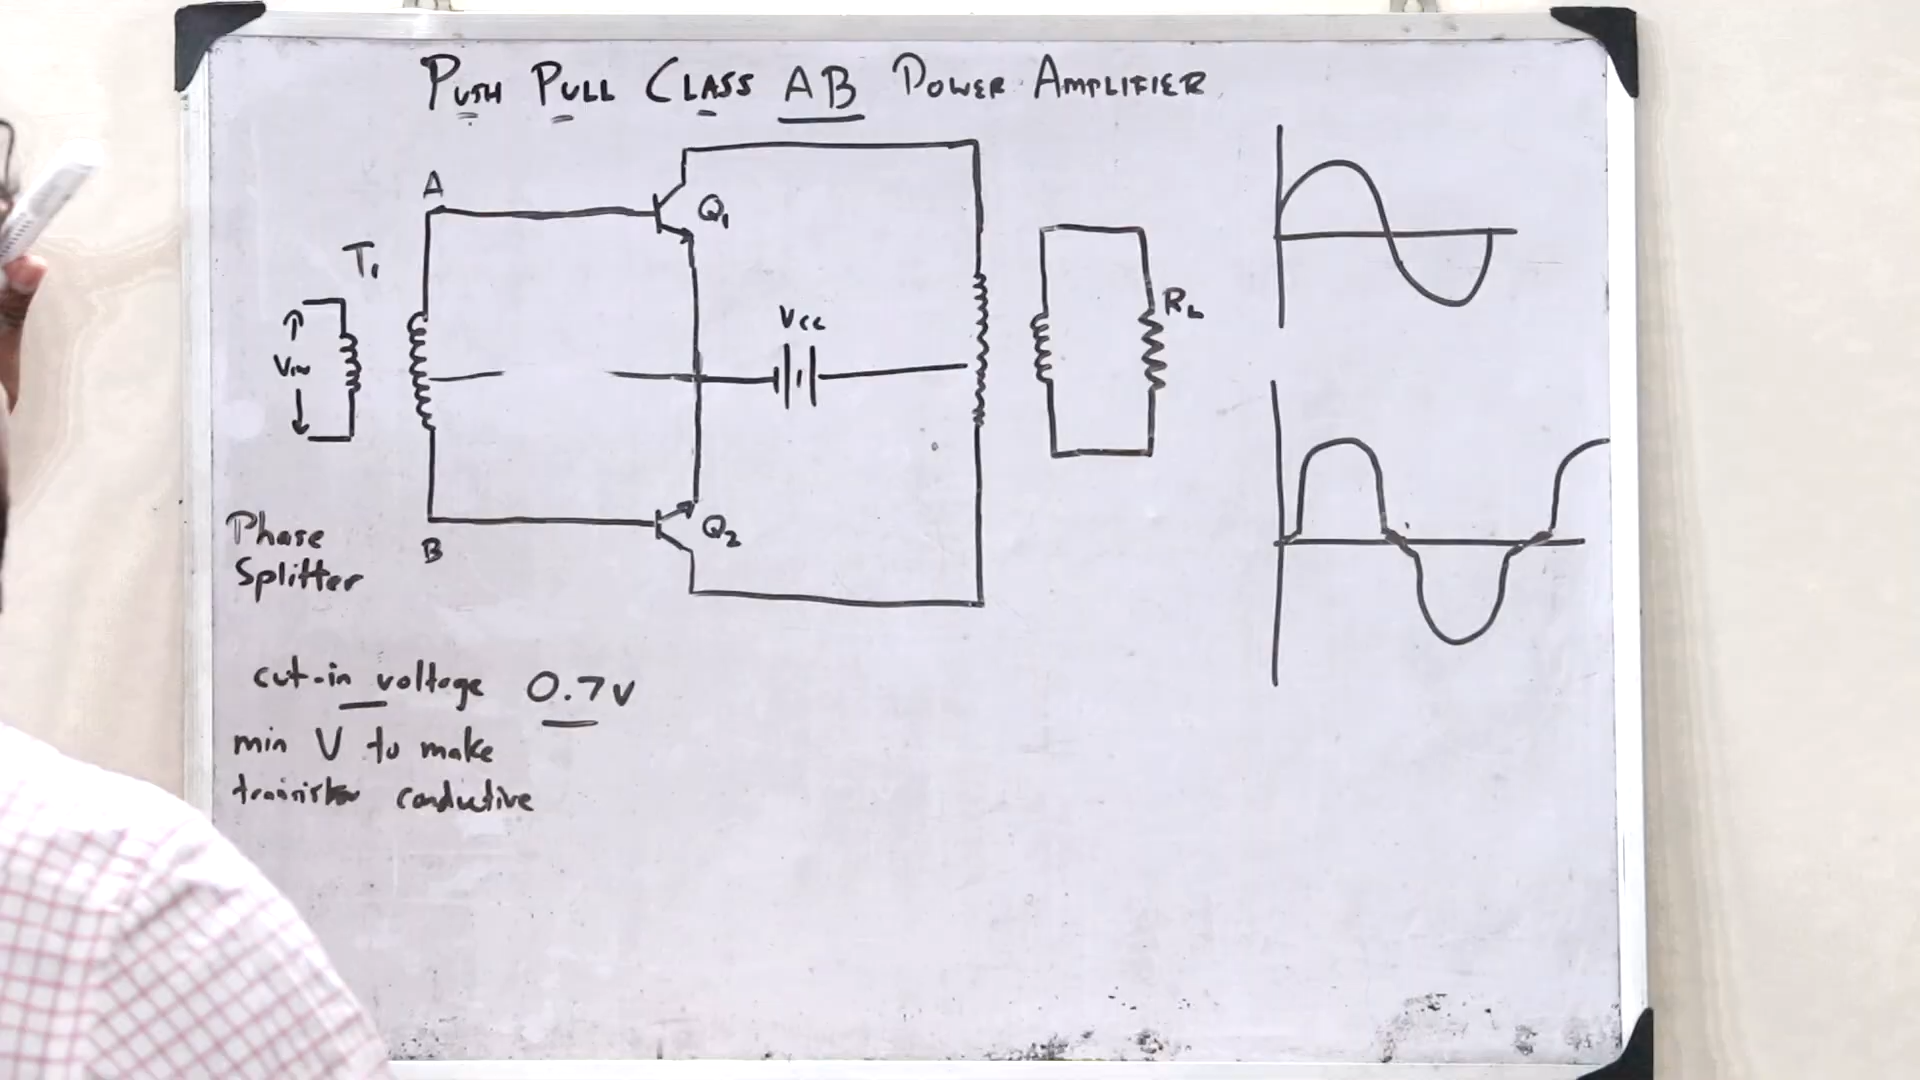 PUSH PULL CLASS AB POWER AMPLIFIER
A
Q1
T1
VIN
VCC
RL
Q2
B
Phase
Splitter
cut-in voltage 0.7V
min V to make
transistor conductive